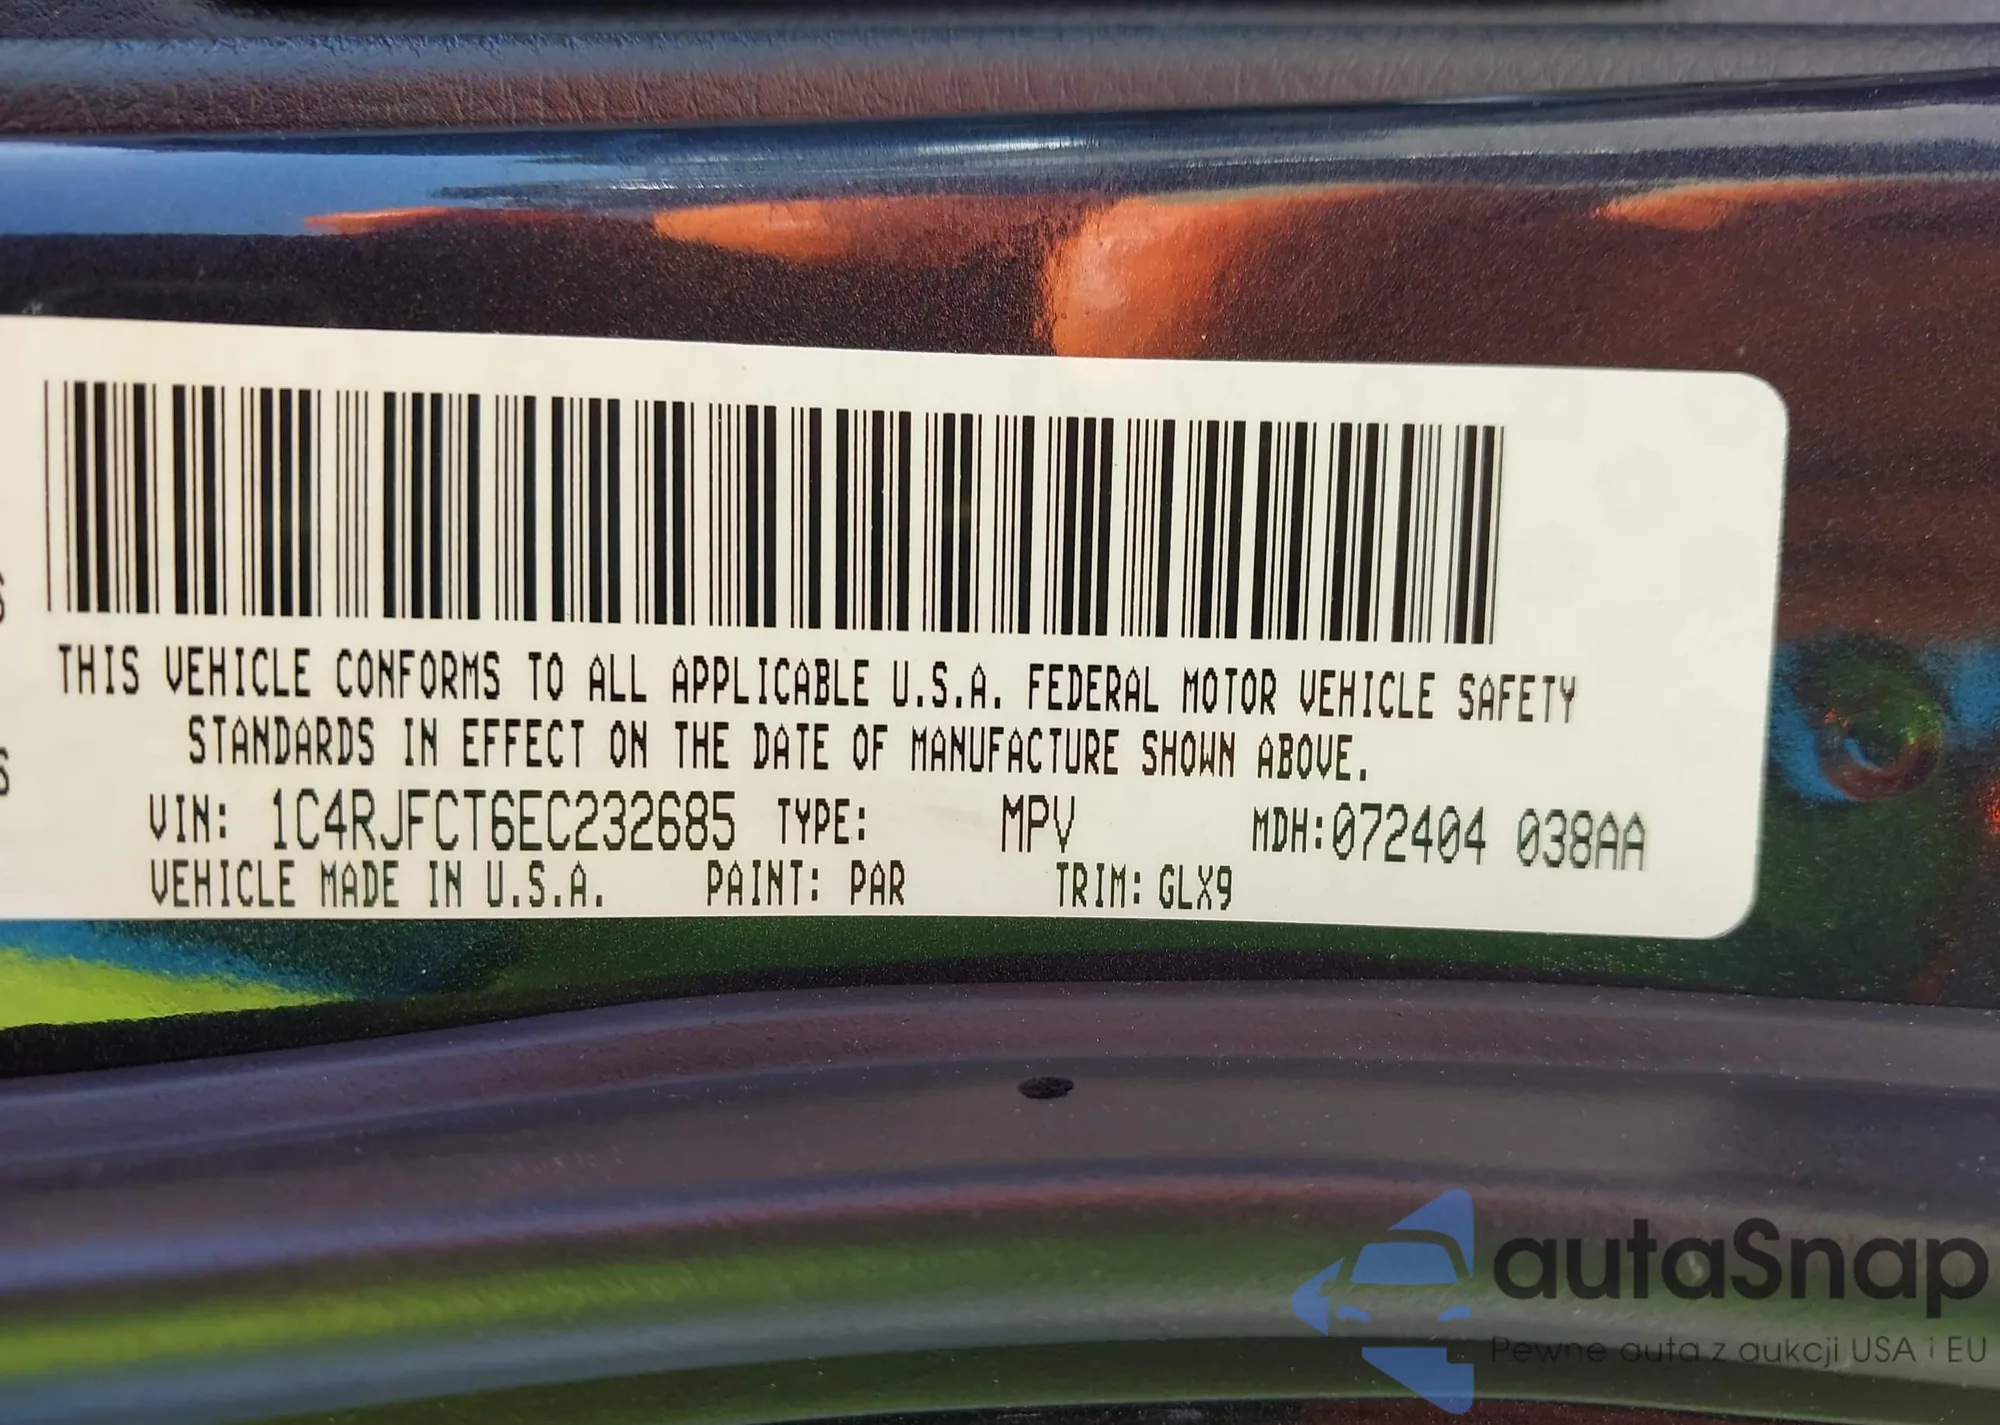 THIS VEHICLE CONFORMS TO ALL APPLICABLE U.S.A. FEDERAL MOTOR VEHICLE SAFETY
STANDARDS IN EFFECT ON THE DATE OF MANUFACTURE SHOWN ABOVE.
VIN: 1C4RJFCT6EC232685 TYPE: MPV MDH:072404 038AA
VEHICLE MADE IN U.S.A. PAINT: PAR TRIM: GLX9
autaSnap
Pewne auta z aukcji USA i EU